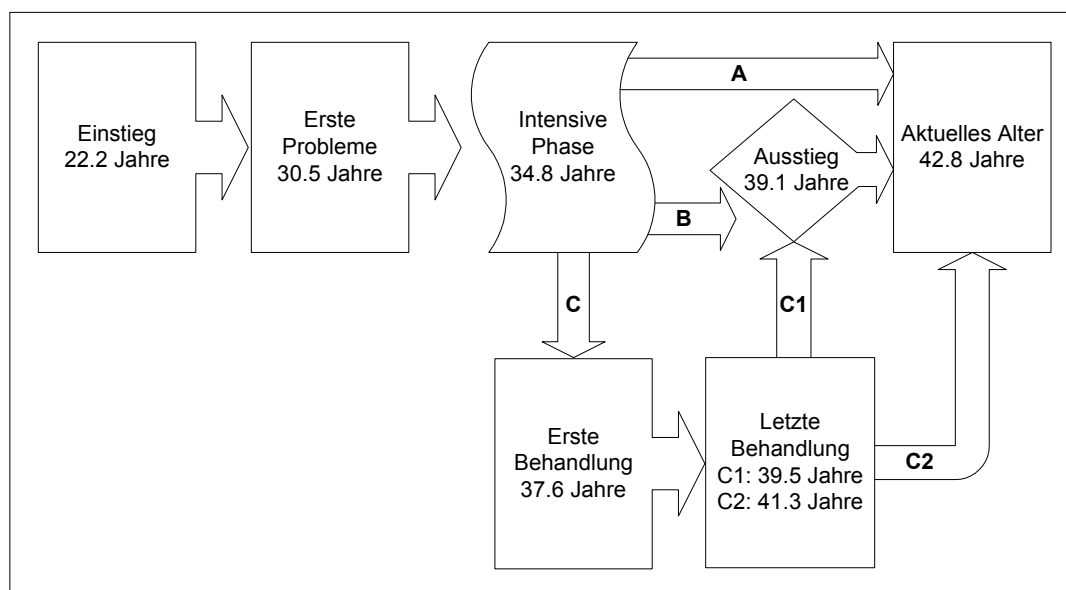 Einstieg
22.2 Jahre
Erste
Probleme
30.5 Jahre
Intensive
Phase
34.8 Jahre
A
B
C
Ausstieg
39.1 Jahre
Aktuelles Alter
42.8 Jahre
C1
Erste
Behandlung
37.6 Jahre
Letzte
Behandlung
C1: 39.5 Jahre
C2: 41.3 Jahre
C2